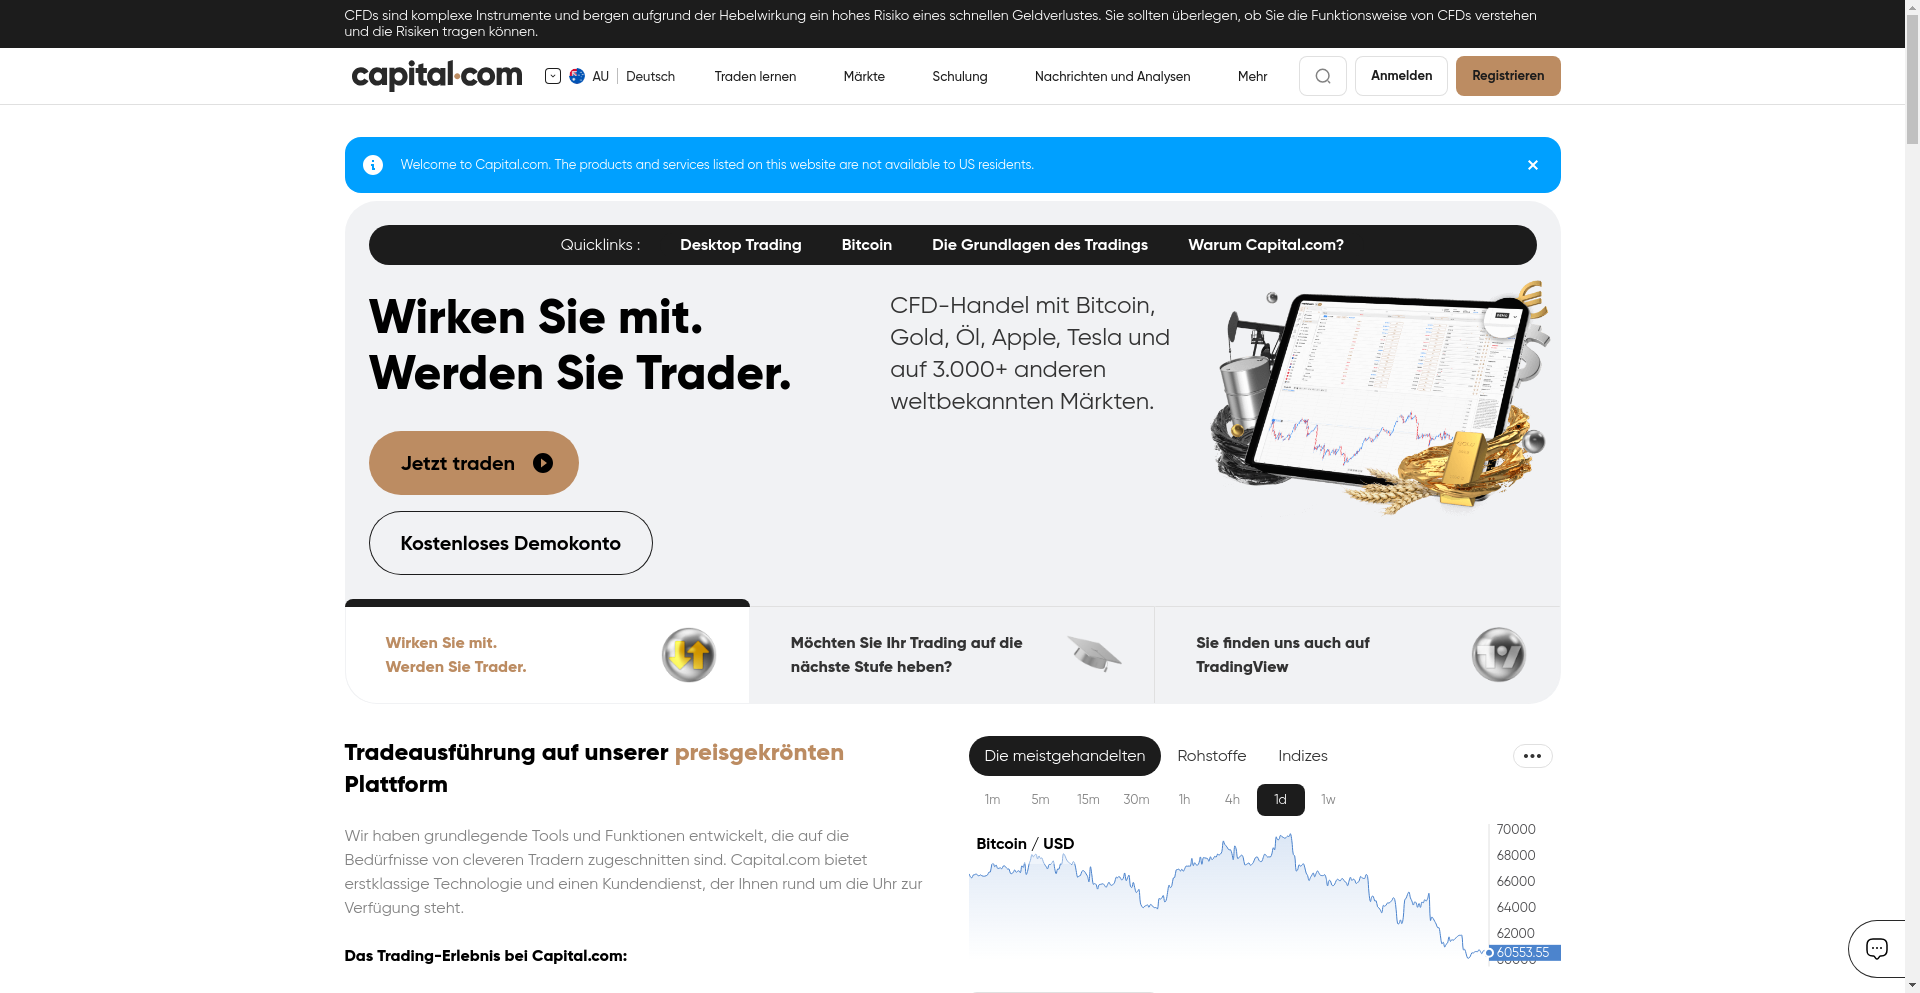 CFDs sind komplexe Instrumente und bergen aufgrund der Hebelwirkung ein hohes Risiko eines schnellen Geldverlustes. Sie sollten überlegen, ob Sie die Funktionsweise von CFDs verstehen
und die Risiken tragen können.
capital.com
AU
Deutsch
Traden lernen
Märkte
Schulung
Nachrichten und Analysen
Mehr
Anmelden
Registrieren
Welcome to Capital.com. The products and services listed on this website are not available to US residents.
Quicklinks :
Desktop Trading
Bitcoin
Die Grundlagen des Tradings
Warum Capital.com?
Wirken Sie mit.
Werden Sie Trader.
CFD-Handel mit Bitcoin,
Gold, Öl, Apple, Tesla und
auf 3.000+ anderen
weltbekannten Märkten.
Jetzt traden
Kostenloses Demokonto
Wirken Sie mit.
Werden Sie Trader.
Möchten Sie Ihr Trading auf die
nächste Stufe heben?
Sie finden uns auch auf
TradingView
Tradeausführung auf unserer preisgekrönten
Plattform
Wir haben grundlegende Tools und Funktionen entwickelt, die auf die
Bedürfnisse von cleveren Tradern zugeschnitten sind. Capital.com bietet
erstklassige Technologie und einen Kundendienst, der Ihnen rund um die Uhr zur
Verfügung steht.
Das Trading-Erlebnis bei Capital.com:
Die meistgehandelten
Rohstoffe
Indizes
1m
5m
15m
30m
1h
4h
1d
1w
Bitcoin / USD
70000
68000
66000
64000
62000
60553.55